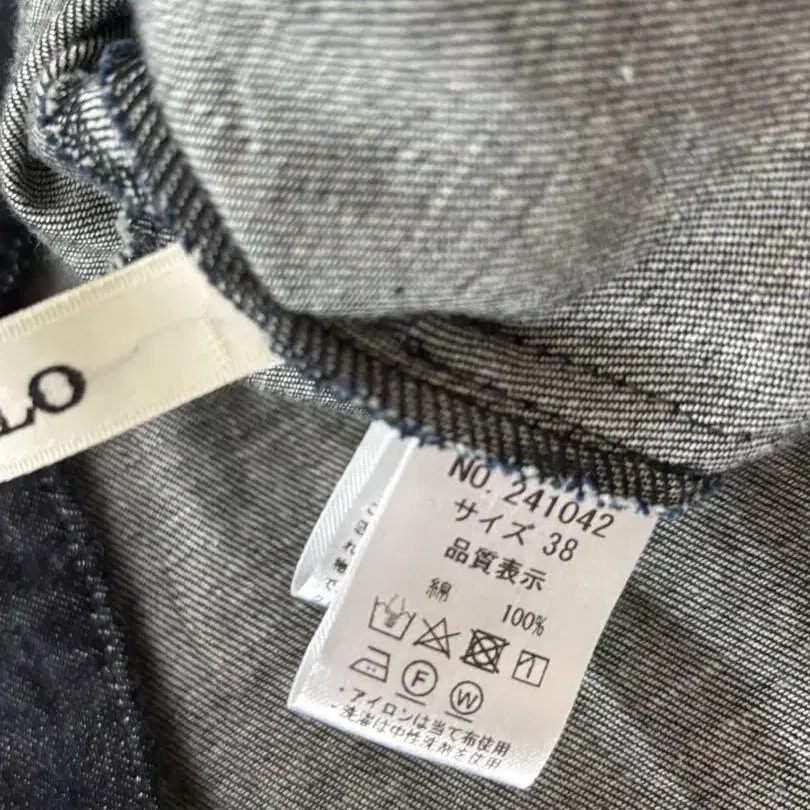 LO
NO. 241042
サイズ 38
品質表示
綿 100%
F W
・アイロンは当て布使用
・洗濯は中性洗剤を使用